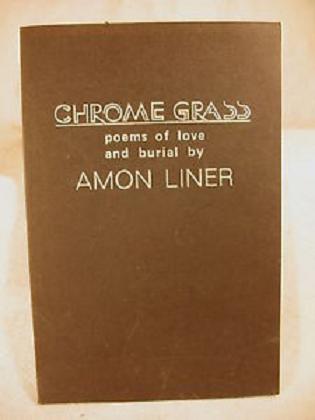 CHROME GRASS
poems of love
and burial by
AMON LINER